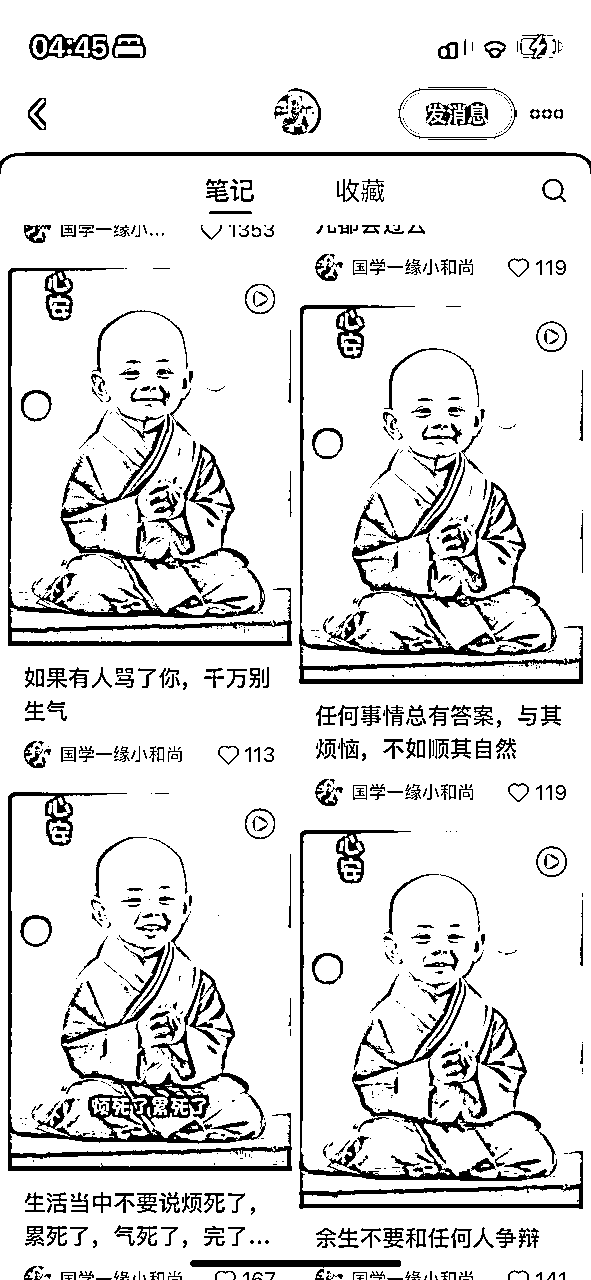 04:45
发消息
笔记
收藏
国学一缘小...
1353
凡都会过去
国学一缘小和尚
119
心安
如果有人骂了你，千万别
生气
国学一缘小和尚
113
心安
任何事情总有答案，与其
烦恼，不如顺其自然
国学一缘小和尚
119
心安
烦死了累死了
生活当中不要说烦死了，
累死了，气死了，完了...
国学一缘小和尚
167
心安
余生不要和任何人争辩
国学一缘小和尚
141